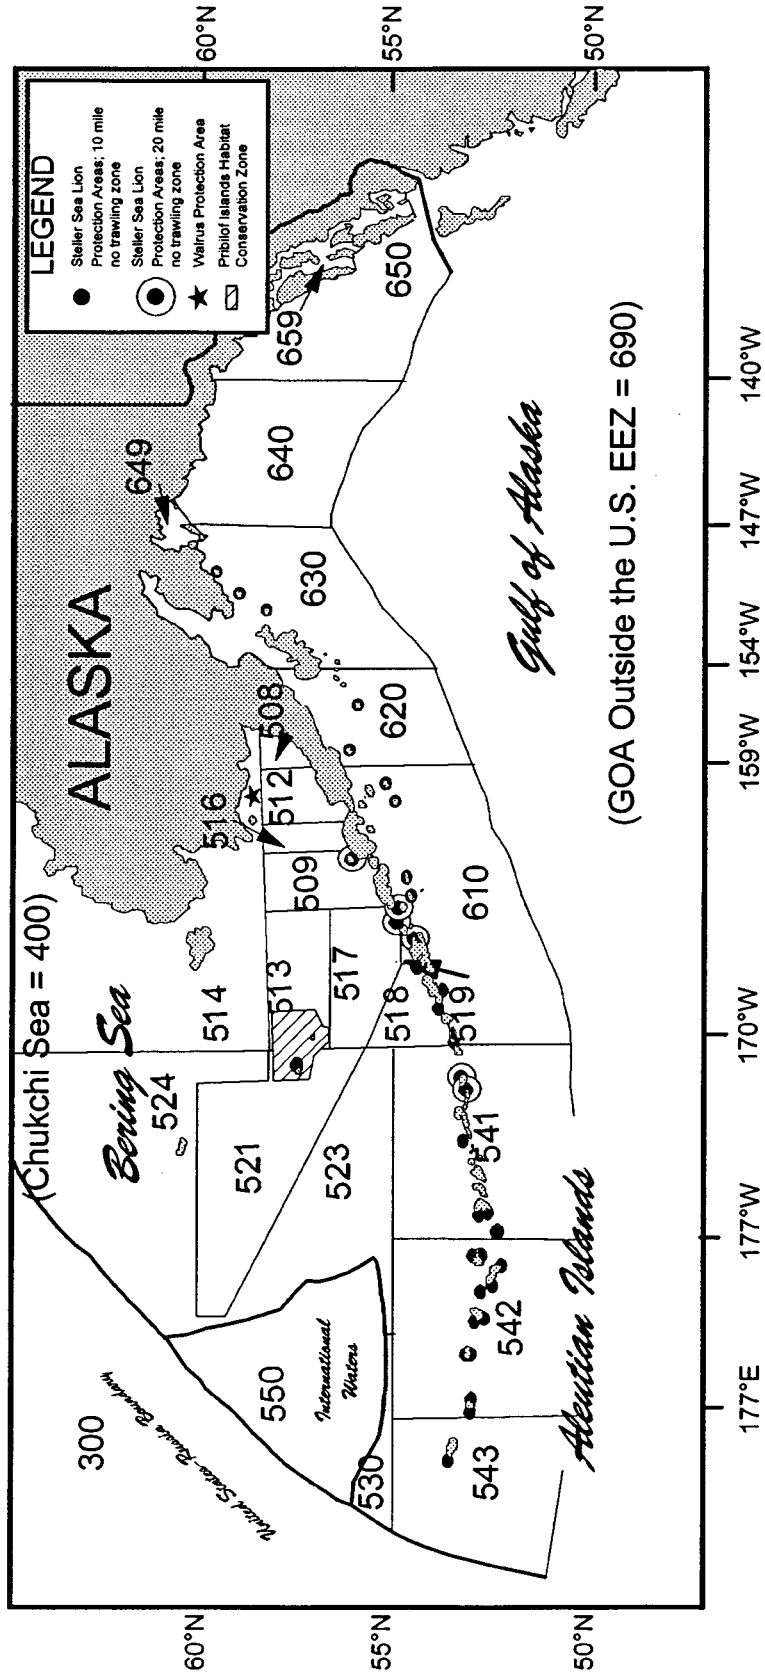 60°N
55°N
50°N
LEGEND
Steller Sea Lion
Protection Areas; 10 mile
no trawling zone
Steller Sea Lion
Protection Areas; 20 mile
no trawling zone
Walrus Protection Area
Pribilof Islands Habitat
Conservation Zone
ALASKA
(Chukchi Sea = 400)
Bering Sea
300
United States-Russia Boundary
550
International
Waters
530
524
521
523
514
513
517
518
519
516
509
512
508
649
659
650
640
630
620
610
541
542
543
Aleutian Islands
Gulf of Alaska
(GOA Outside the U.S. EEZ = 690)
60°N
55°N
50°N
177°E
177°W
170°W
159°W
154°W
147°W
140°W